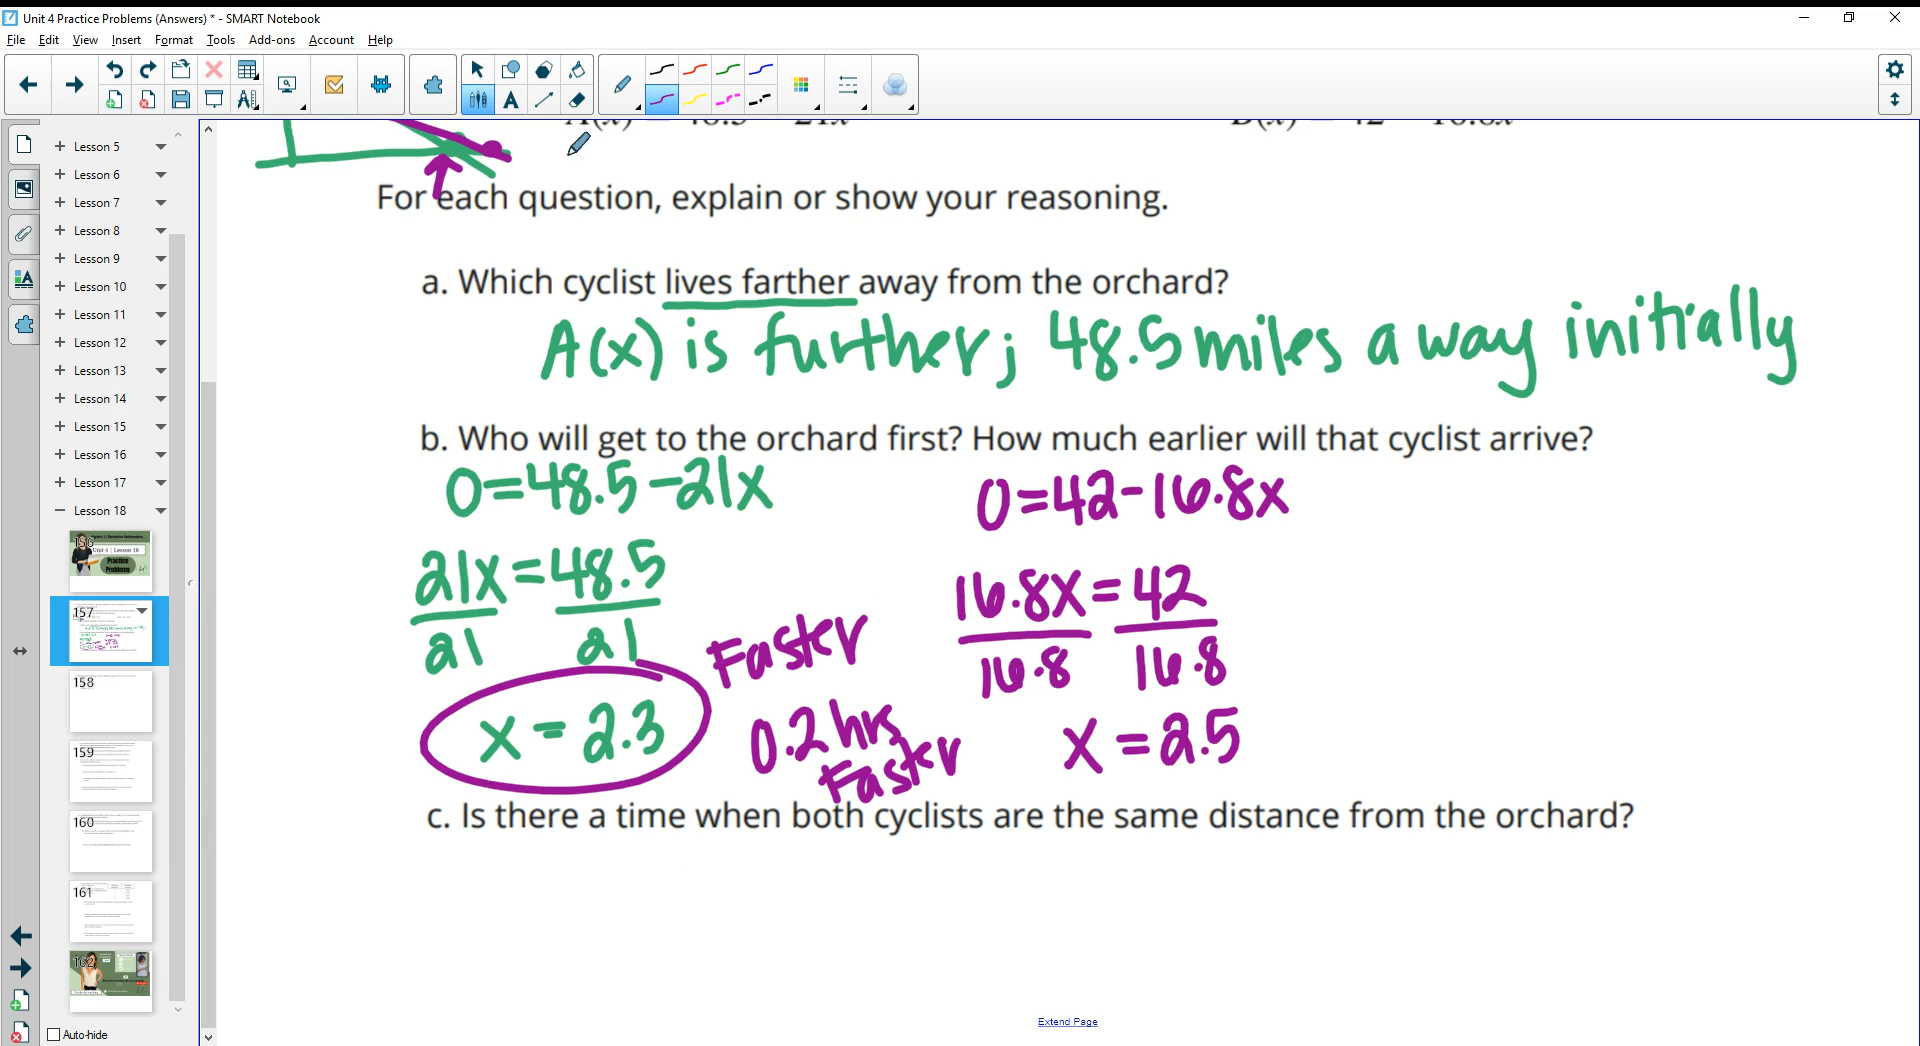 Unit 4 Practice Problems (Answers) * - SMART Notebook
File Edit View Insert Format Tools Add-ons Account Help
Lesson 5
Lesson 6
Lesson 7
Lesson 8
Lesson 9
Lesson 10
Lesson 11
Lesson 12
Lesson 13
Lesson 14
Lesson 15
Lesson 16
Lesson 17
Lesson 18
156
Unit 4 | Lesson 18
Practice
Problems
157
158
159
160
161
162
Auto-hide
For each question, explain or show your reasoning.
a. Which cyclist lives farther away from the orchard?
A(x) is further; 48.5 miles away initially
b. Who will get to the orchard first? How much earlier will that cyclist arrive?
0=48.5-21x
0=42-16.8x
21x=48.5
21 21
16.8x=42
16.8 16.8
Faster
x=2.3
0.2 hrs
Faster
x=2.5
c. Is there a time when both cyclists are the same distance from the orchard?
Extend Page